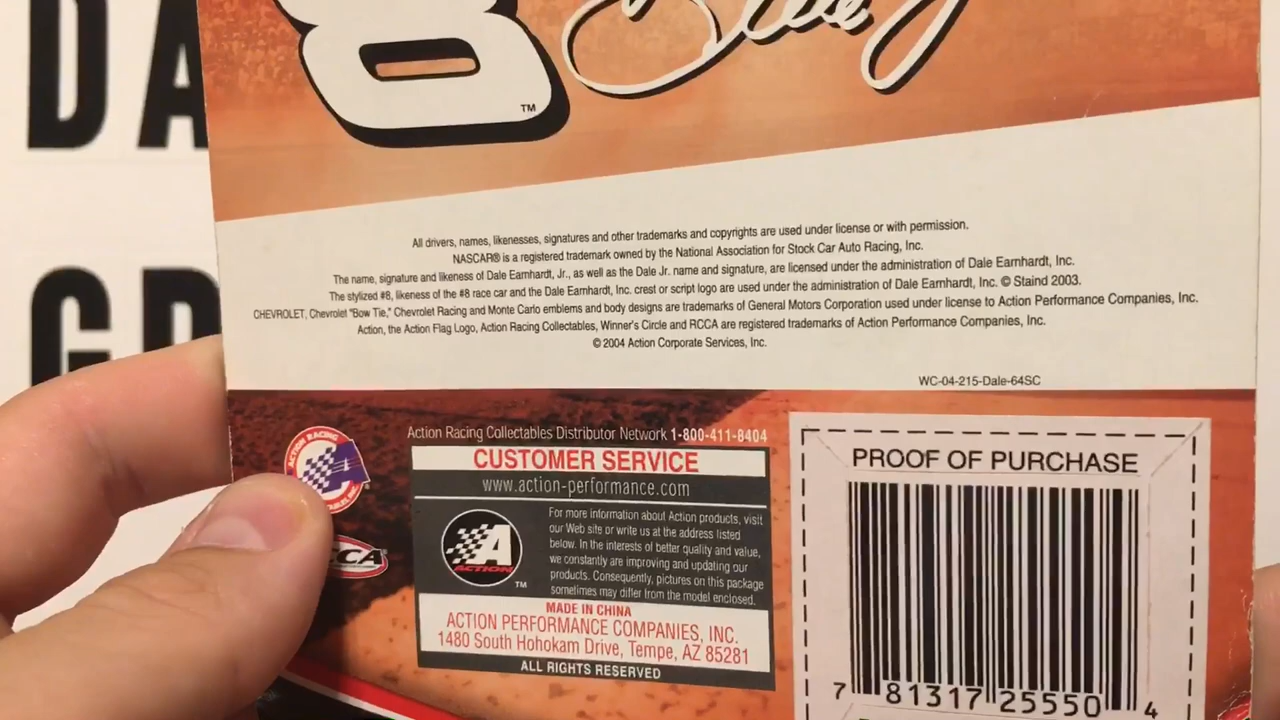 DA
8
TM
All drivers, names, likenesses, signatures and other trademarks and copyrights are used under license or with permission.
NASCAR® is a registered trademark owned by the National Association for Stock Car Auto Racing, Inc.
The name, signature and likeness of Dale Earnhardt, Jr., as well as the Dale Jr. name and signature, are licensed under the administration of Dale Earnhardt, Inc.
The stylized #8, likeness of the #8 race car and the Dale Earnhardt, Inc. crest or script logo are used under the administration of Dale Earnhardt, Inc. © Staind 2003.
CHEVROLET, Chevrolet "Bow Tie," Chevrolet Racing and Monte Carlo emblems and body designs are trademarks of General Motors Corporation used under license to Action Performance Companies, Inc.
Action, the Action Flag Logo, Action Racing Collectables, Winner's Circle and RCCA are registered trademarks of Action Performance Companies, Inc.
© 2004 Action Corporate Services, Inc.
WC-04-215-Dale-64SC
Action Racing Collectables Distributor Network 1-800-411-8404
ACTION RACING
CUSTOMER SERVICE
www.action-performance.com
For more information about Action products, visit
our Web site or write us at the address listed
below. In the interests of better quality and value,
we constantly are improving and updating our
products. Consequently, pictures on this package
sometimes may differ from the model enclosed.
A
ACTION
TM
MADE IN CHINA
ACTION PERFORMANCE COMPANIES, INC.
1480 South Hohokam Drive, Tempe, AZ 85281
ALL RIGHTS RESERVED
PROOF OF PURCHASE
7 81317 25550 4